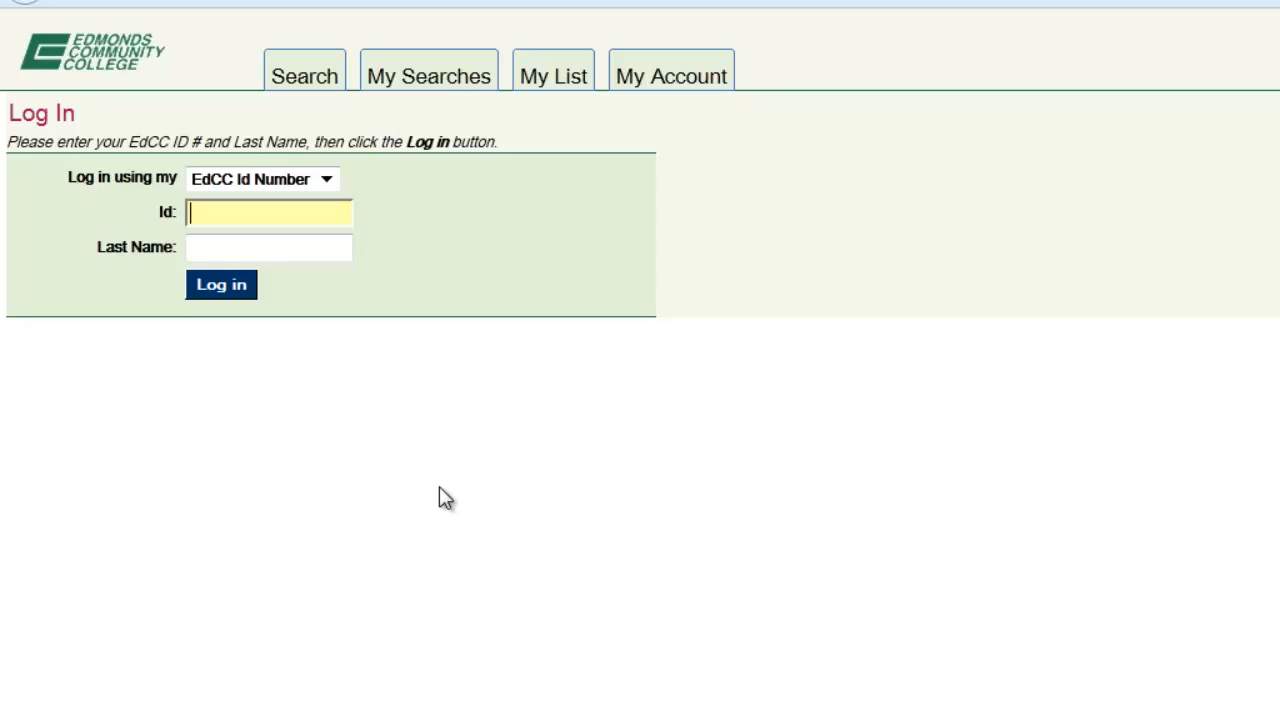 EDMONDS
COMMUNITY
COLLEGE
Search
My Searches
My List
My Account
Log In
Please enter your EdCC ID # and Last Name, then click the Log in button.
Log in using my EdCC Id Number
Id:
Last Name:
Log in